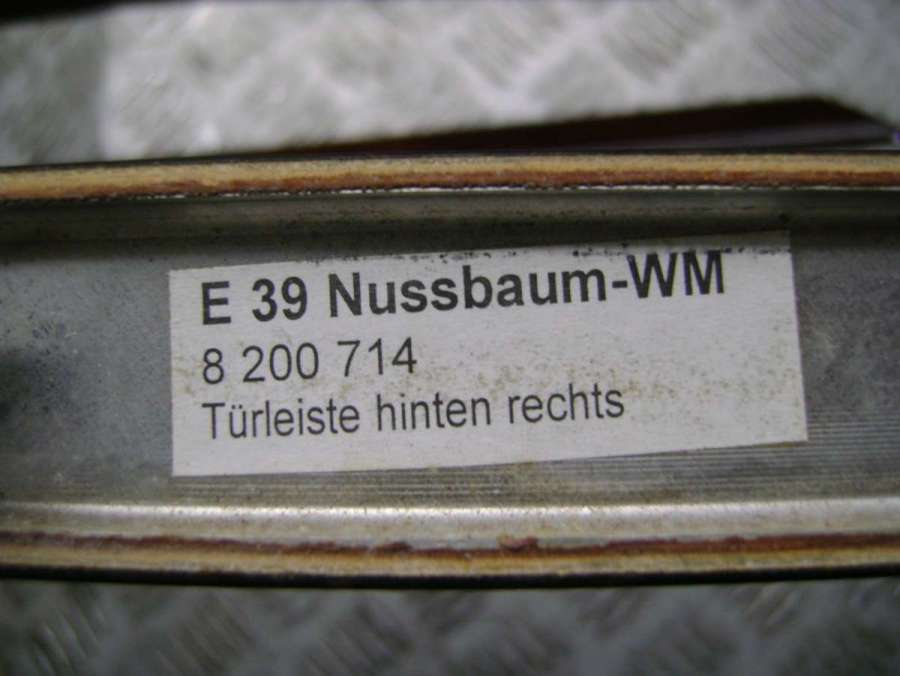 E 39 Nussbaum-WM
8 200 714
Türleiste hinten rechts